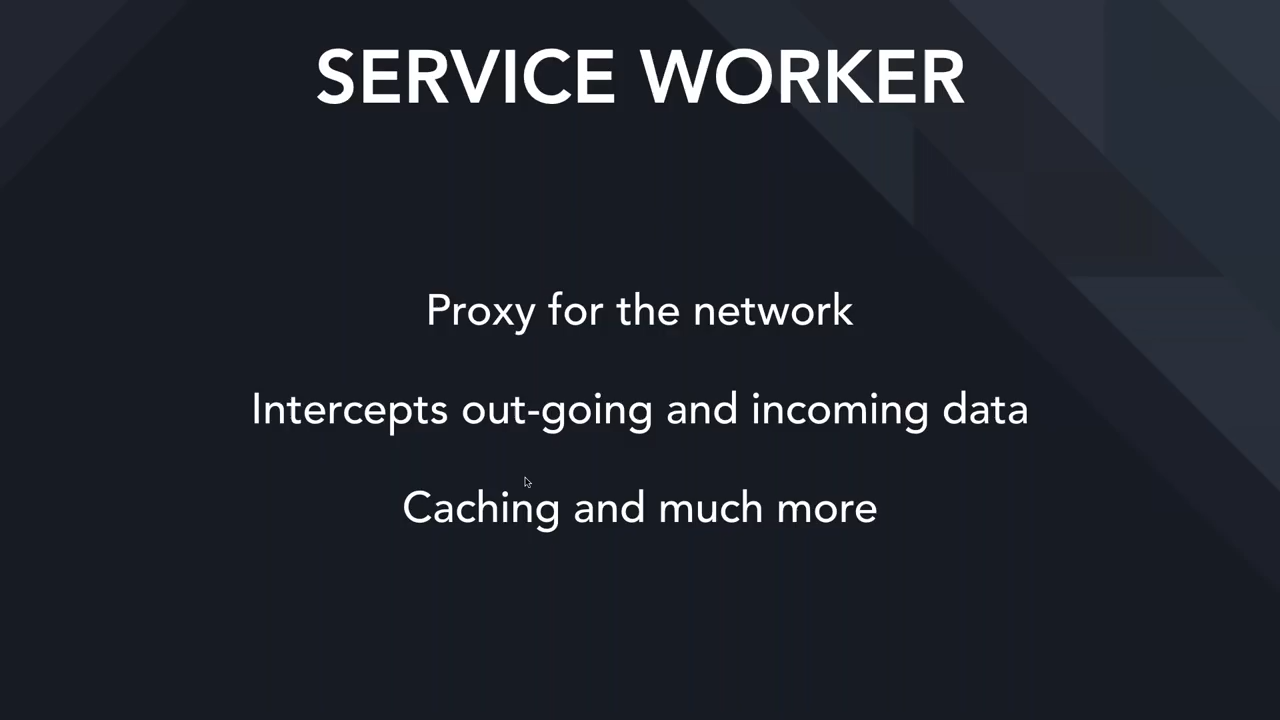 SERVICE WORKER
Proxy for the network
Intercepts out-going and incoming data
Caching and much more